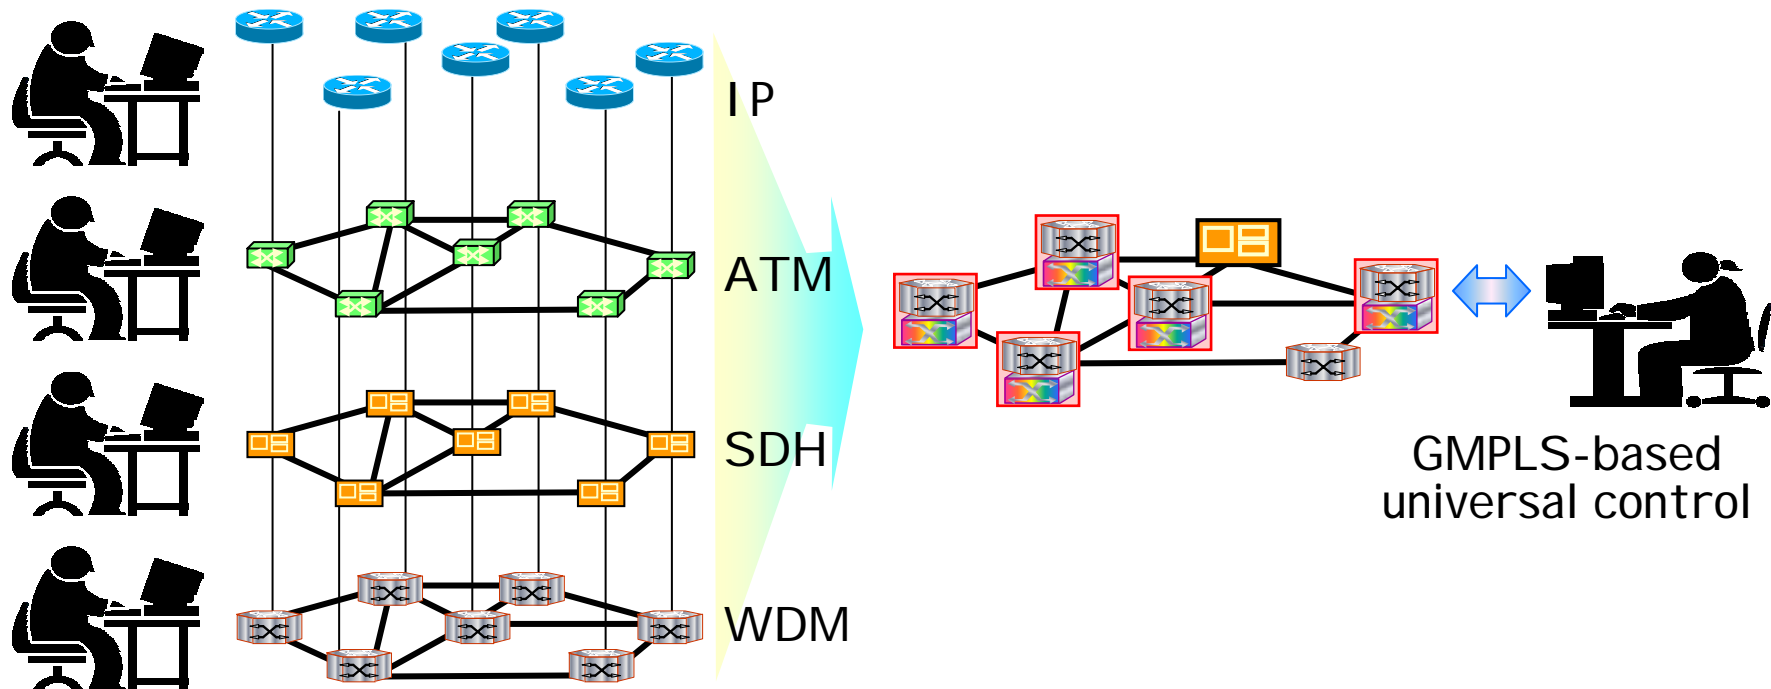 IP
ATM
SDH
WDM
GMPLS-based
universal control